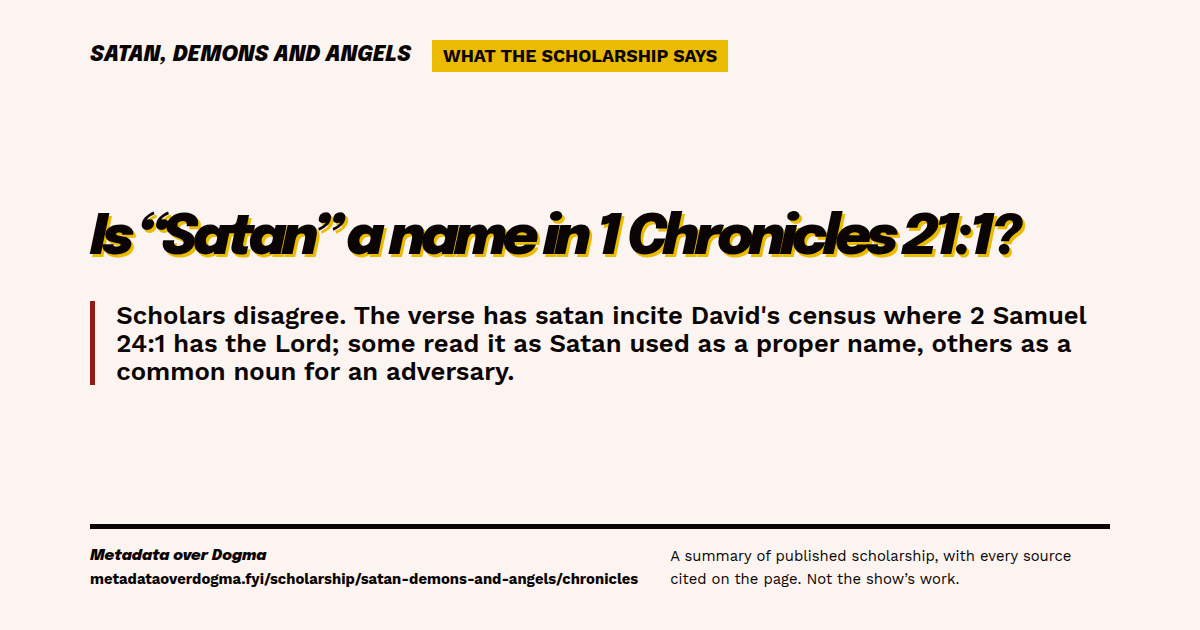 SATAN, DEMONS AND ANGELS
WHAT THE SCHOLARSHIP SAYS
Is “Satan” a name in 1 Chronicles 21:1?
Scholars disagree. The verse has satan incite David's census where 2 Samuel
24:1 has the Lord; some read it as Satan used as a proper name, others as a
common noun for an adversary.
Metadata over Dogma
metadataoverdogma.fyi/scholarship/satan-demons-and-angels/chronicles
A summary of published scholarship, with every source
cited on the page. Not the show’s work.